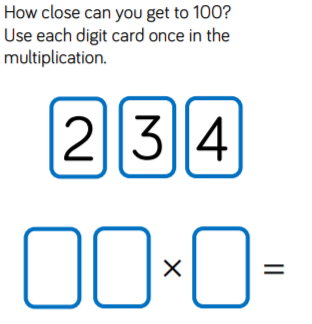 How close can you get to 100?
Use each digit card once in the
multiplication.
2 3 4
× =